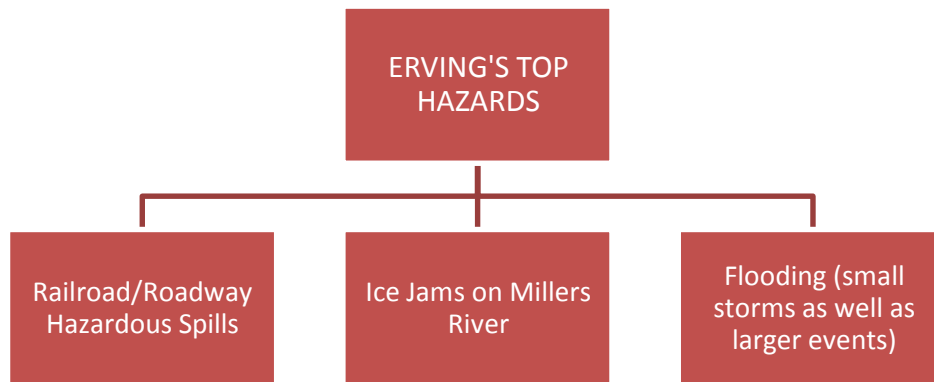 ERVING'S TOP
HAZARDS
Railroad/Roadway
Hazardous Spills
Ice Jams on Millers
River
Flooding (small
storms as well as
larger events)